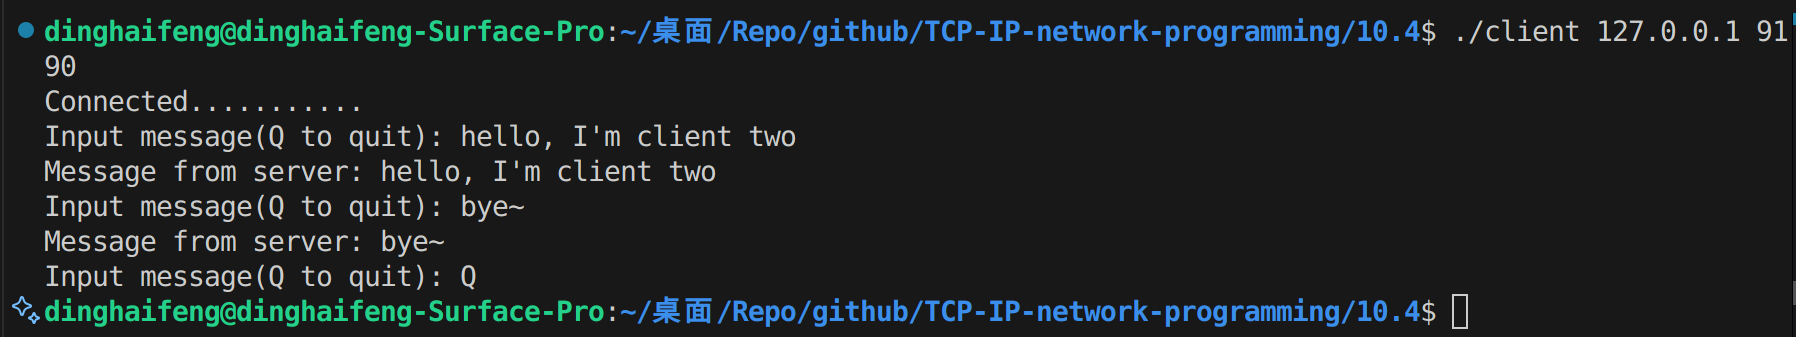 dinghaifeng@dinghaifeng-Surface-Pro:~/桌面/Repo/github/TCP-IP-network-programming/10.4$ ./client 127.0.0.1 91
90
Connected...........
Input message(Q to quit): hello, I'm client two
Message from server: hello, I'm client two
Input message(Q to quit): bye~
Message from server: bye~
Input message(Q to quit): Q
dinghaifeng@dinghaifeng-Surface-Pro:~/桌面/Repo/github/TCP-IP-network-programming/10.4$